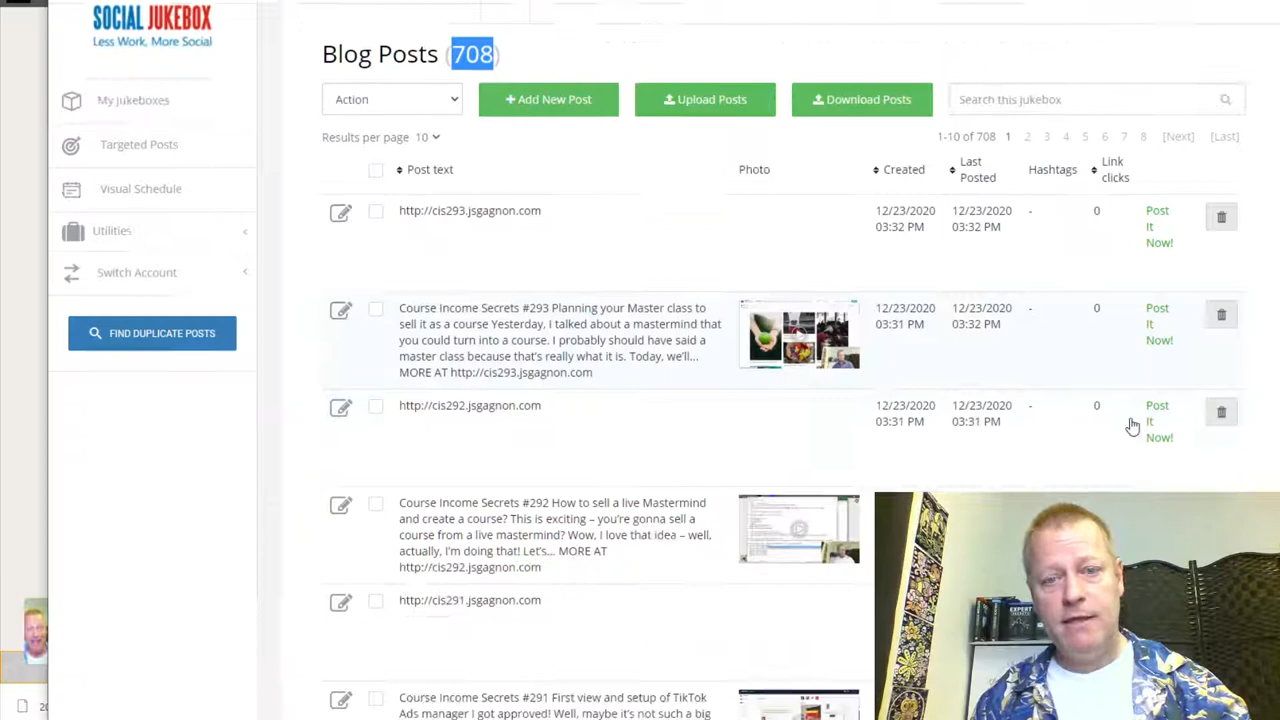 SOCIAL JUKEBOX
Less Work, More Social
My Jukeboxes
Targeted Posts
Visual Schedule
Utilities
Switch Account
FIND DUPLICATE POSTS
Blog Posts (708)
Action
+ Add New Post
Upload Posts
Download Posts
Search this jukebox
Results per page 10
1-10 of 708 1 2 3 4 5 6 7 8 [Next] [Last]
Post text
Photo
Created
Last
Posted
Hashtags
Link
clicks
http://cis293.jsgagnon.com
12/23/2020
03:32 PM
12/23/2020
03:32 PM
-
0
Post
It
Now!
Course Income Secrets #293 Planning your Master class to
sell it as a course Yesterday, I talked about a mastermind that
you could turn into a course. I probably should have said a
master class because that's really what it is. Today, we'll...
MORE AT http://cis293.jsgagnon.com
12/23/2020
03:31 PM
12/23/2020
03:32 PM
-
0
Post
It
Now!
http://cis292.jsgagnon.com
12/23/2020
03:31 PM
12/23/2020
03:31 PM
-
0
Post
It
Now!
Course Income Secrets #292 How to sell a live Mastermind
and create a course? This is exciting – you're gonna sell a
course from a live mastermind? Wow, I love that idea – well,
actually, I'm doing that! Let's... MORE AT
http://cis292.jsgagnon.com
http://cis291.jsgagnon.com
Course Income Secrets #291 First view and setup of TikTok
Ads manager I got approved! Well, maybe it's not such a big
EXPERT
SECRETS